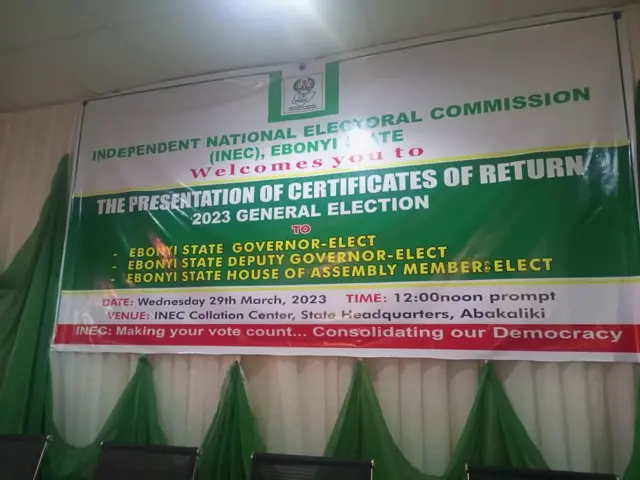 INDEPENDENT NATIONAL ELECTORAL COMMISSION
(INEC), EBONYI STATE
Welcomes you to
THE PRESENTATION OF CERTIFICATES OF RETURN
2023 GENERAL ELECTION
TO
- EBONYI STATE GOVERNOR-ELECT
- EBONYI STATE DEPUTY GOVERNOR-ELECT
- EBONYI STATE HOUSE OF ASSEMBLY MEMBERS ELECT
DATE: Wednesday 29th March, 2023 TIME: 12:00noon prompt
VENUE: INEC Collation Center, State Headquarters, Abakaliki
INEC: Making your vote count... Consolidating our Democracy